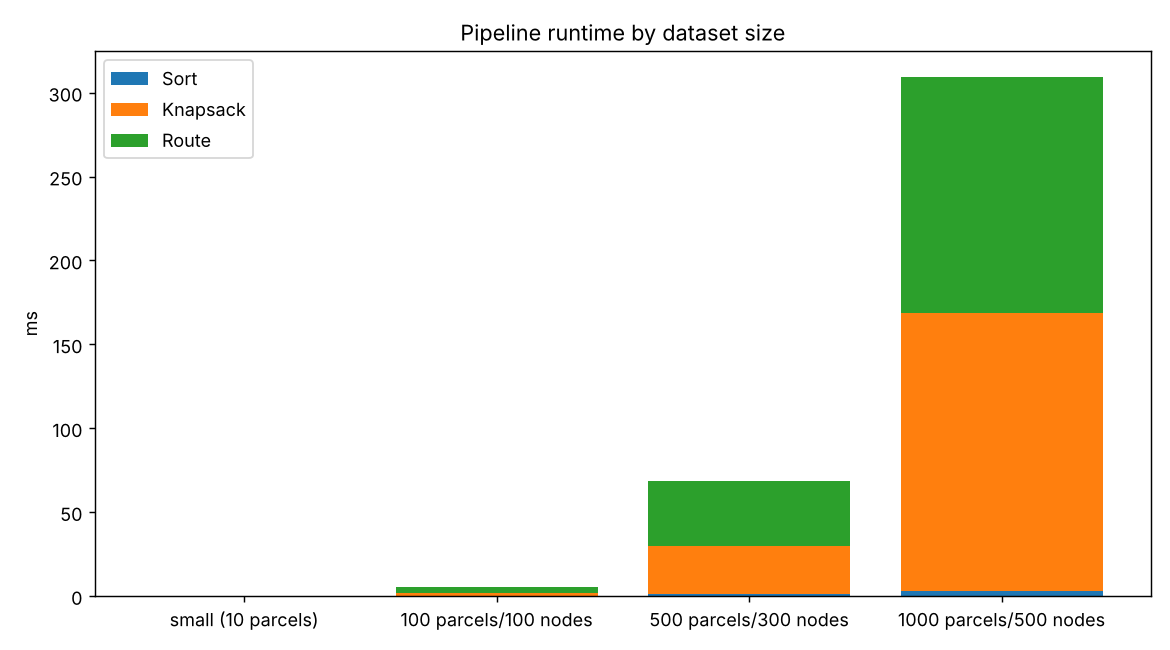 Pipeline runtime by dataset size
Sort
Knapsack
Route
300
250
200
150
100
50
0
ms
small (10 parcels)
100 parcels/100 nodes
500 parcels/300 nodes
1000 parcels/500 nodes